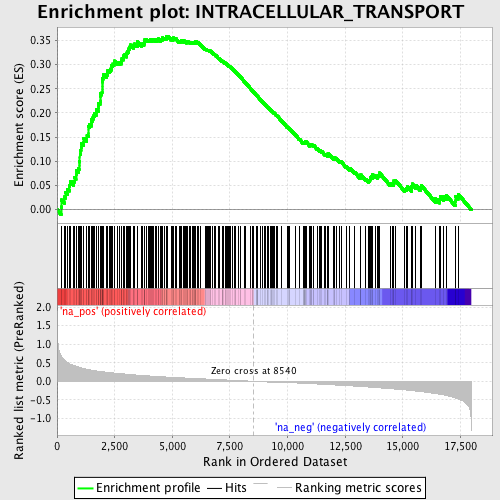 Enrichment plot: INTRACELLULAR_TRANSPORT
Enrichment score (ES)
0.35
0.30
0.25
0.20
0.15
0.10
0.05
0.00
Ranked list metric (PreRanked)
2.0
1.5
1.0
0.5
0.0
-0.5
-1.0
'na_pos' (positively correlated)
Zero cross at 8540
'na_neg' (negatively correlated)
0
2,500
5,000
7,500
10,000
12,500
15,000
17,500
Rank in Ordered Dataset
Enrichment profile
Hits
Ranking metric scores